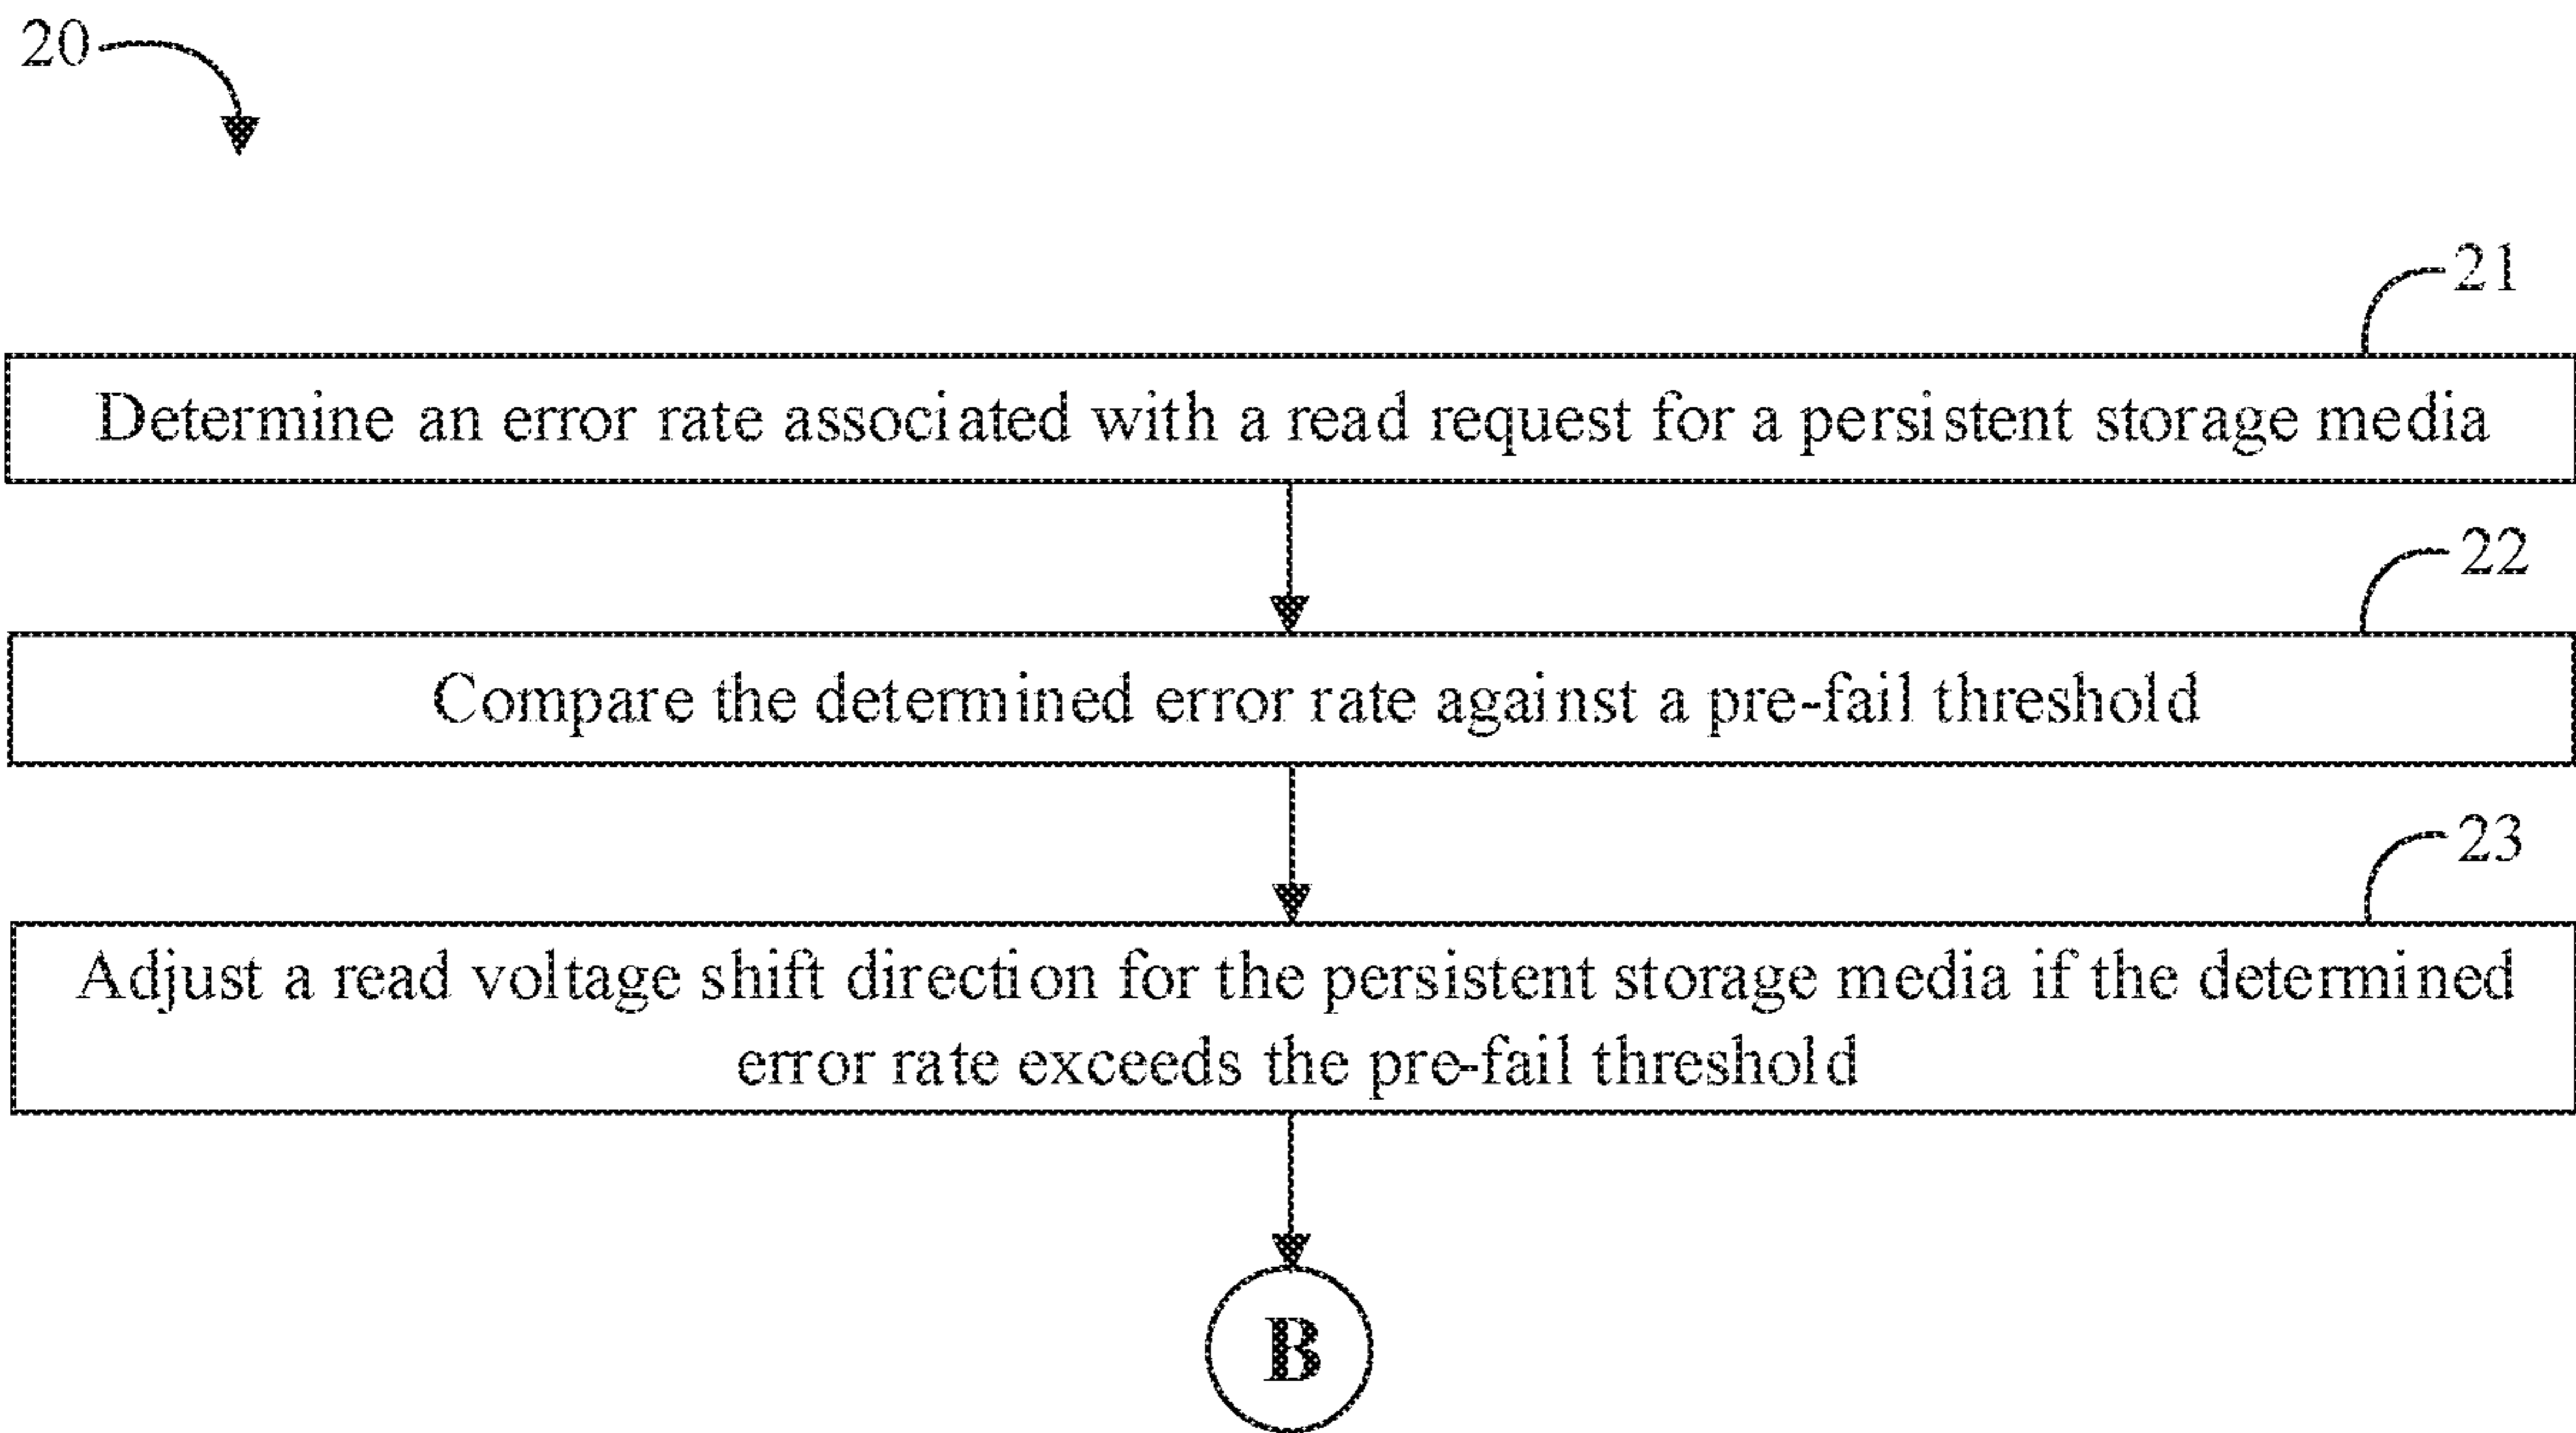 20
21
Determine an error rate associated with a read request for a persistent storage media
22
Compare the determined error rate against a pre-fail threshold
23
Adjust a read voltage shift direction for the persistent storage media if the determined
error rate exceeds the pre-fail threshold
B